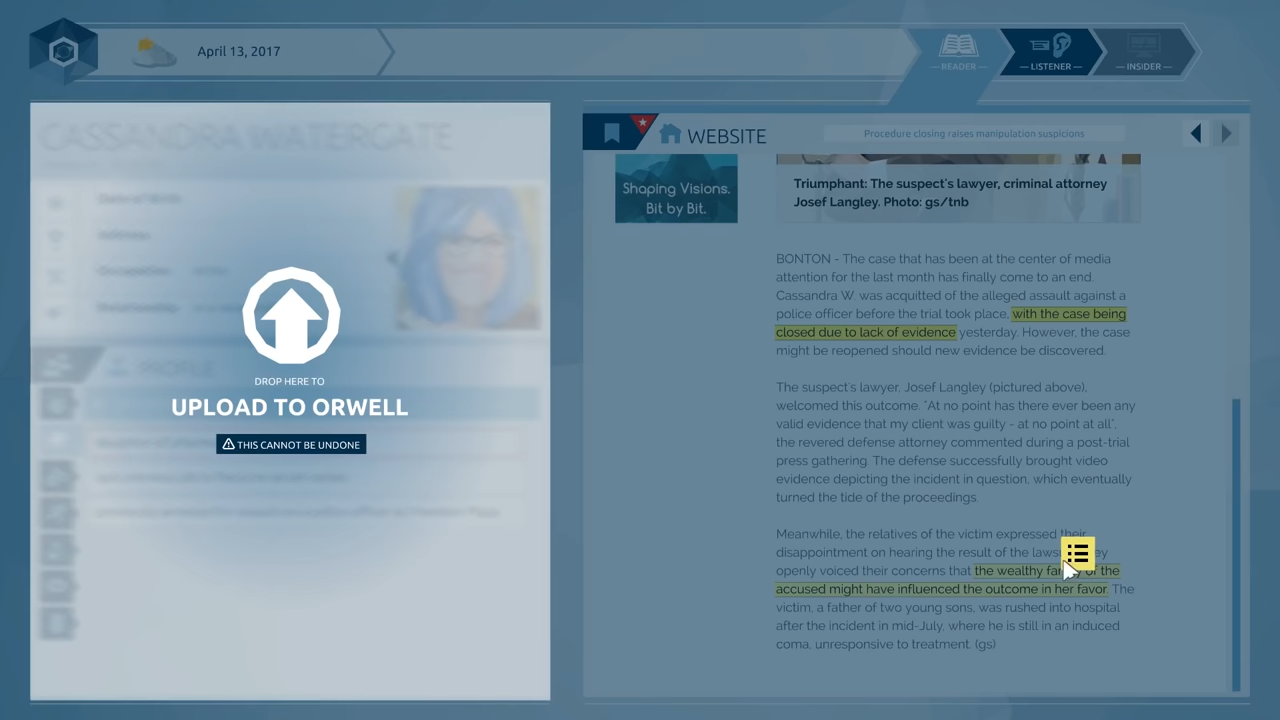 April 13, 2017
— READER —
— LISTENER —
— INSIDER —
CASSANDRA WATERGATE
DROP HERE TO
UPLOAD TO ORWELL
THIS CANNOT BE UNDONE
PROFILE
WEBSITE
Procedure closing raises manipulation suspicions
Shaping Visions.
Bit by Bit.
Triumphant: The suspect's lawyer, criminal attorney
Josef Langley. Photo: gs/tnb
BONTON - The case that has been at the center of media
attention for the last month has finally come to an end.
Cassandra W. was acquitted of the alleged assault against a
police officer before the trial took place, with the case being
closed due to lack of evidence yesterday. However, the case
might be reopened should new evidence be discovered.
The suspect's lawyer, Josef Langley (pictured above),
welcomed this outcome. "At no point has there ever been any
valid evidence that my client was guilty - at no point at all",
the revered defense attorney commented during a post-trial
press gathering. The defense successfully brought video
evidence depicting the incident in question, which eventually
turned the tide of the proceedings.
Meanwhile, the relatives of the victim expressed their
disappointment on hearing the result of the
openly voiced their concerns that the wealthy of the
accused might have influenced the outcome in her favor. The
victim, a father of two young sons, was rushed into hospital
after the incident in mid-July, where he is still in an induced
coma, unresponsive to treatment. (gs)